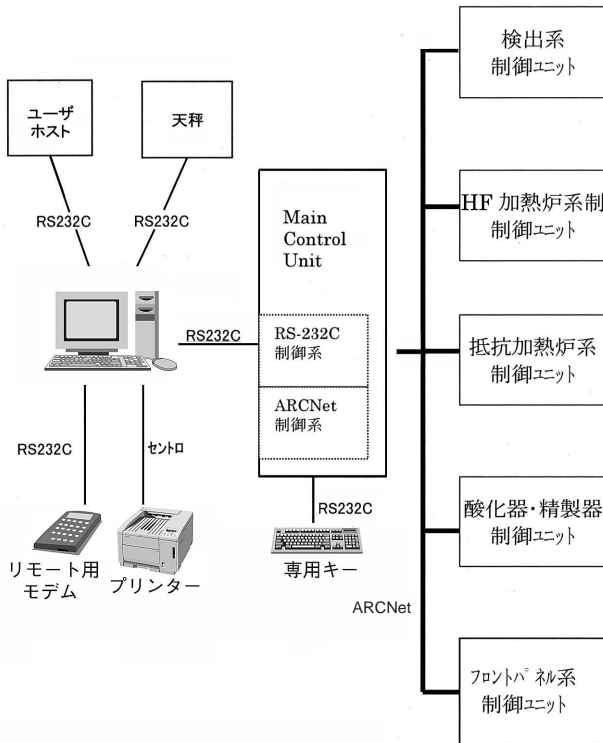 検出系
制御ユニット
ユーザ
ホスト
天秤
HF 加熱炉系制
制御ユニット
RS232C
RS232C
Main
Control
Unit
RS232C
RS-232C
制御系
抵抗加熱炉系
制御ユニット
ARCNet
制御系
RS232C
セントロ
RS232C
酸化器・精製器
制御ユニット
リモート用
モデム
プリンター
専用キー
ARCNet
フロントパネル系
制御ユニット